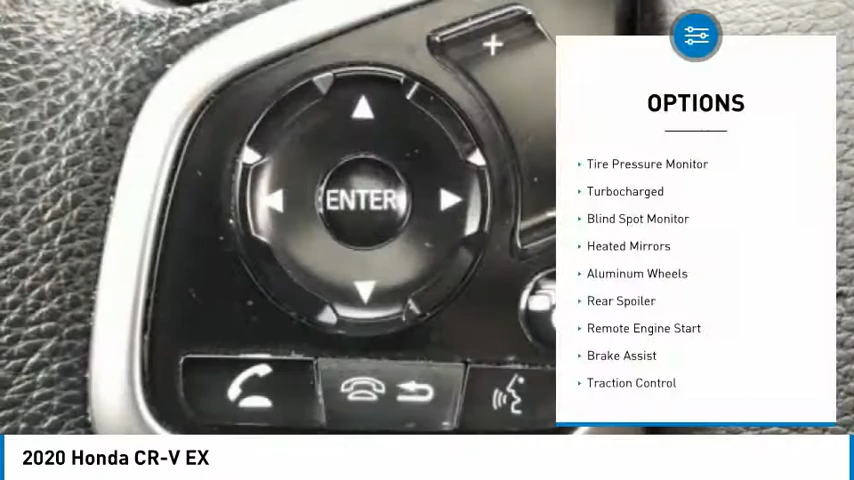 +
ENTER
OPTIONS
Tire Pressure Monitor
Turbocharged
Blind Spot Monitor
Heated Mirrors
Aluminum Wheels
Rear Spoiler
Remote Engine Start
Brake Assist
Traction Control
2020 Honda CR-V EX